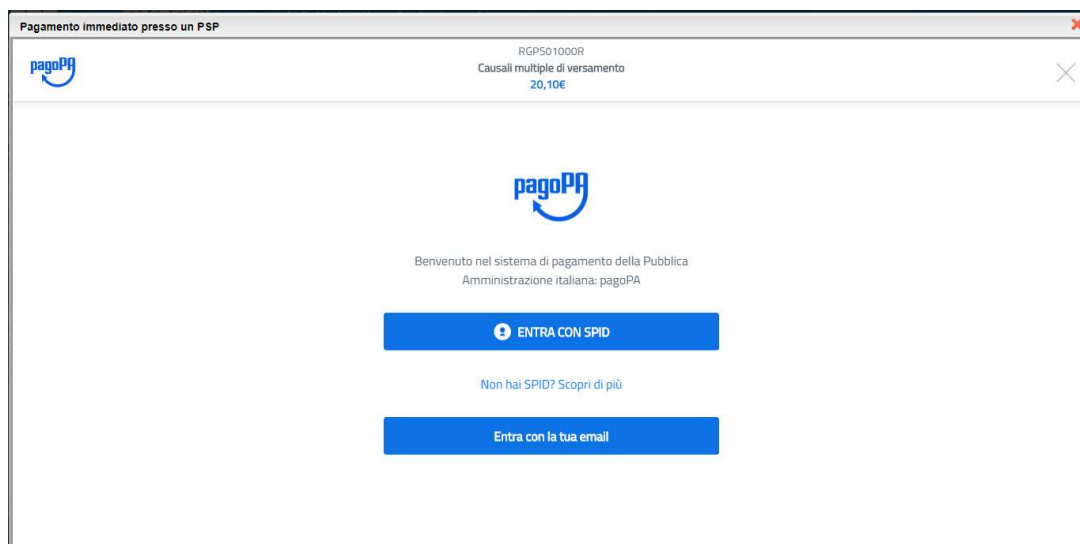 Pagamento immediato presso un PSP
pagoPA
RGPS01000R
Causali multiple di versamento
20,10€
pagoPA
Benvenuto nel sistema di pagamento della Pubblica
Amministrazione italiana: pagoPA
ENTRA CON SPID
Non hai SPID? Scopri di più
Entra con la tua email